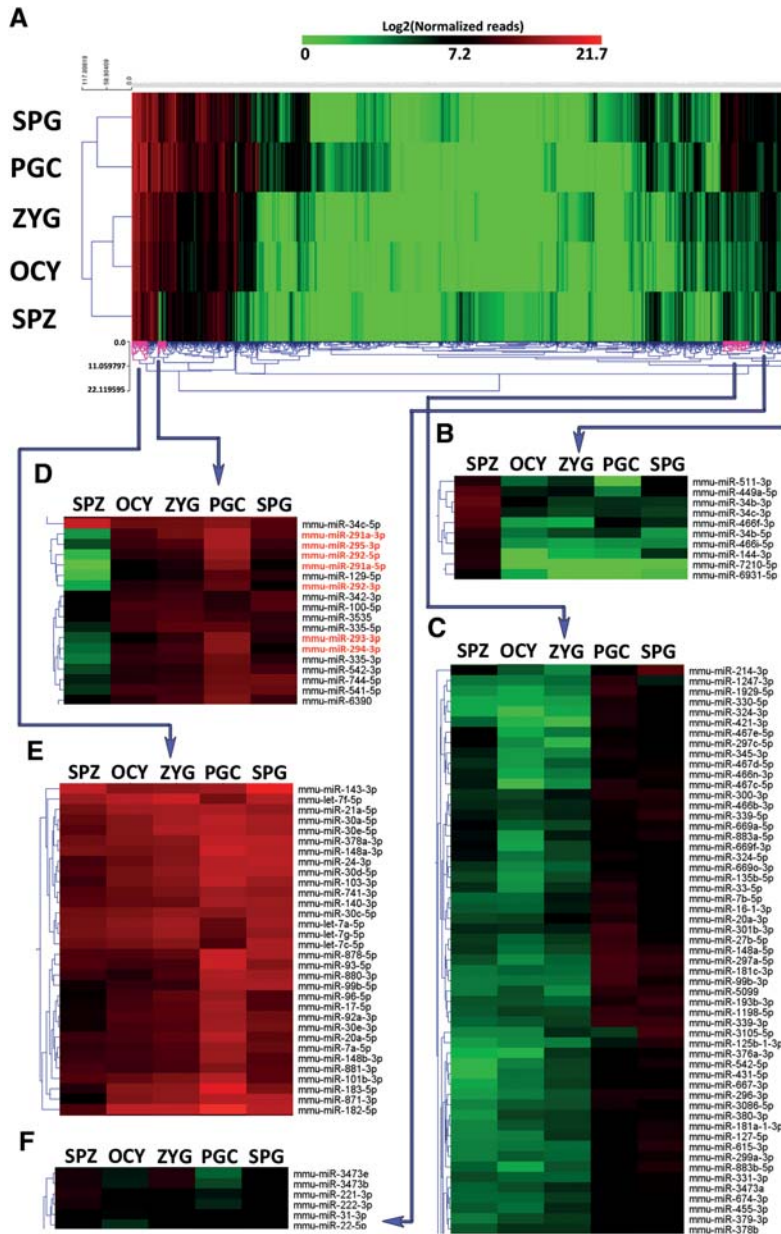 A
Log2(Normalized reads)
0 7.2 21.7
0.0
SPG
PGC
ZYG
OCY
SPZ
0.0
11.059797
22.119595
B
SPZ OCY ZYG PGC SPG
mmu-miR-511-3p
mmu-miR-449a-5p
mmu-miR-34b-3p
mmu-miR-34c-3p
mmu-miR-466f-3p
mmu-miR-34b-5p
mmu-miR-466i-5p
mmu-miR-144-3p
mmu-miR-7210-5p
mmu-miR-6931-5p
D
SPZ OCY ZYG PGC SPG
mmu-miR-34c-5p
mmu-miR-291a-3p
mmu-miR-295-3p
mmu-miR-292-5p
mmu-miR-291a-5p
mmu-miR-129-5p
mmu-miR-292-3p
mmu-miR-342-3p
mmu-miR-100-5p
mmu-miR-3535
mmu-miR-335-5p
mmu-miR-293-3p
mmu-miR-294-3p
mmu-miR-335-3p
mmu-miR-542-3p
mmu-miR-744-5p
mmu-miR-541-5p
mmu-miR-6390
C
SPZ OCY ZYG PGC SPG
mmu-miR-214-3p
mmu-miR-1247-3p
mmu-miR-1929-5p
mmu-miR-330-5p
mmu-miR-324-3p
mmu-miR-421-3p
mmu-miR-467e-5p
mmu-miR-297c-5p
mmu-miR-345-3p
mmu-miR-467d-5p
mmu-miR-466n-3p
mmu-miR-467c-5p
mmu-miR-300-3p
mmu-miR-466b-3p
mmu-miR-339-5p
mmu-miR-669a-5p
mmu-miR-883a-5p
mmu-miR-669f-3p
mmu-miR-324-5p
mmu-miR-669o-3p
mmu-miR-135b-5p
mmu-miR-33-5p
mmu-miR-7b-5p
mmu-miR-16-1-3p
mmu-miR-20a-3p
mmu-miR-301b-3p
mmu-miR-27b-5p
mmu-miR-148a-5p
mmu-miR-297a-5p
mmu-miR-181c-3p
mmu-miR-99b-3p
mmu-miR-5099
mmu-miR-193b-3p
mmu-miR-1198-5p
mmu-miR-339-3p
mmu-miR-3105-5p
mmu-miR-125b-1-3p
mmu-miR-376a-3p
mmu-miR-542-5p
mmu-miR-431-5p
mmu-miR-667-3p
mmu-miR-296-3p
mmu-miR-3086-5p
mmu-miR-380-3p
mmu-miR-181a-1-3p
mmu-miR-127-5p
mmu-miR-615-3p
mmu-miR-299a-3p
mmu-miR-883b-5p
mmu-miR-331-3p
mmu-miR-3473a
mmu-miR-674-3p
mmu-miR-455-3p
mmu-miR-379-3p
mmu-miR-378b
E
SPZ OCY ZYG PGC SPG
mmu-miR-143-3p
mmu-let-7f-5p
mmu-miR-21a-5p
mmu-miR-30a-5p
mmu-miR-30e-5p
mmu-miR-378a-3p
mmu-miR-148a-3p
mmu-miR-24-3p
mmu-miR-30d-5p
mmu-miR-103-3p
mmu-miR-741-3p
mmu-miR-140-3p
mmu-miR-30c-5p
mmu-let-7a-5p
mmu-let-7g-5p
mmu-let-7c-5p
mmu-miR-878-5p
mmu-miR-93-5p
mmu-miR-880-3p
mmu-miR-99b-5p
mmu-miR-96-5p
mmu-miR-17-5p
mmu-miR-92a-3p
mmu-miR-30e-3p
mmu-miR-20a-5p
mmu-miR-7a-5p
mmu-miR-148b-3p
mmu-miR-881-3p
mmu-miR-101b-3p
mmu-miR-183-5p
mmu-miR-871-3p
mmu-miR-182-5p
F
SPZ OCY ZYG PGC SPG
mmu-miR-3473e
mmu-miR-3473b
mmu-miR-221-3p
mmu-miR-222-3p
mmu-miR-31-3p
mmu-miR-22-5p